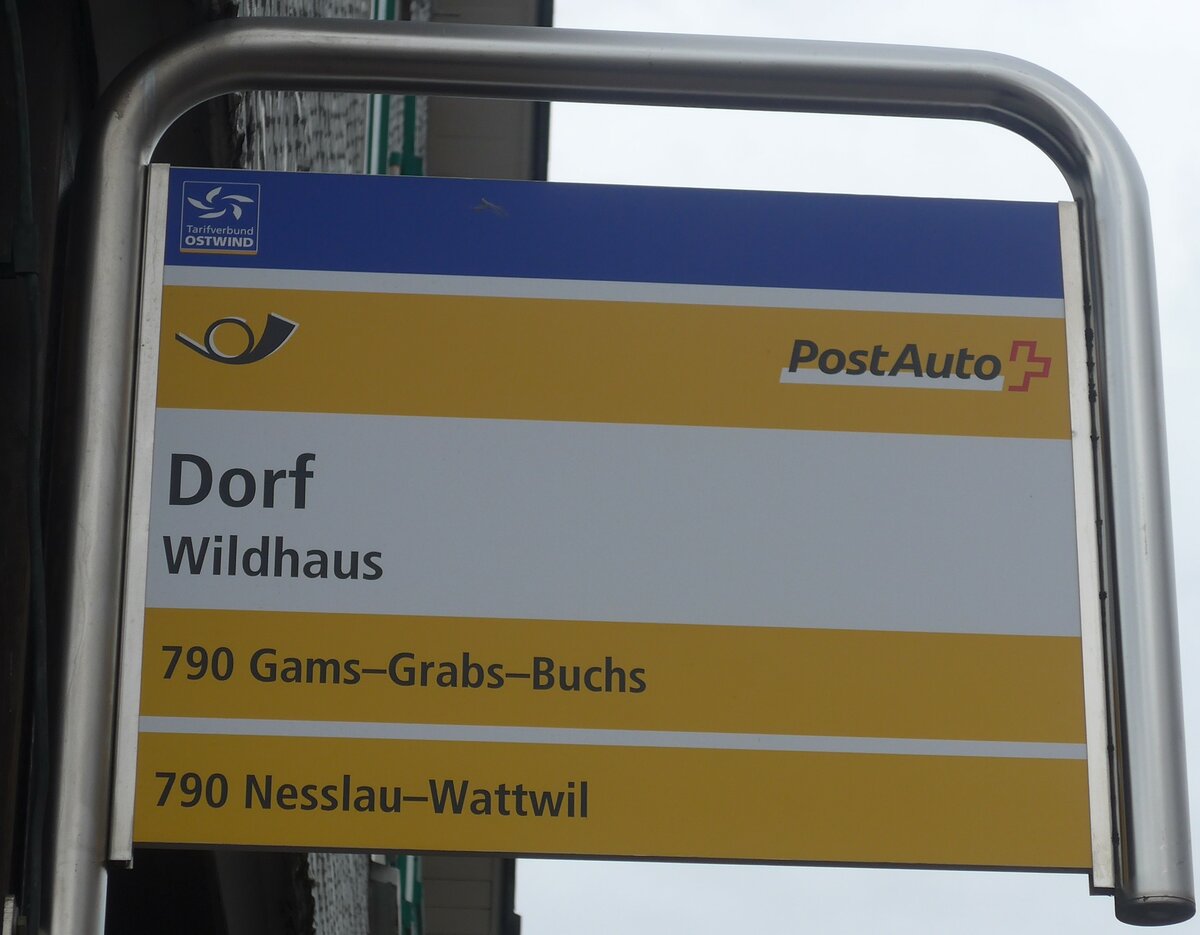 Tarifverbund
OSTWIND
PostAuto
Dorf
Wildhaus
790 Gams–Grabs–Buchs
790 Nesslau–Wattwil